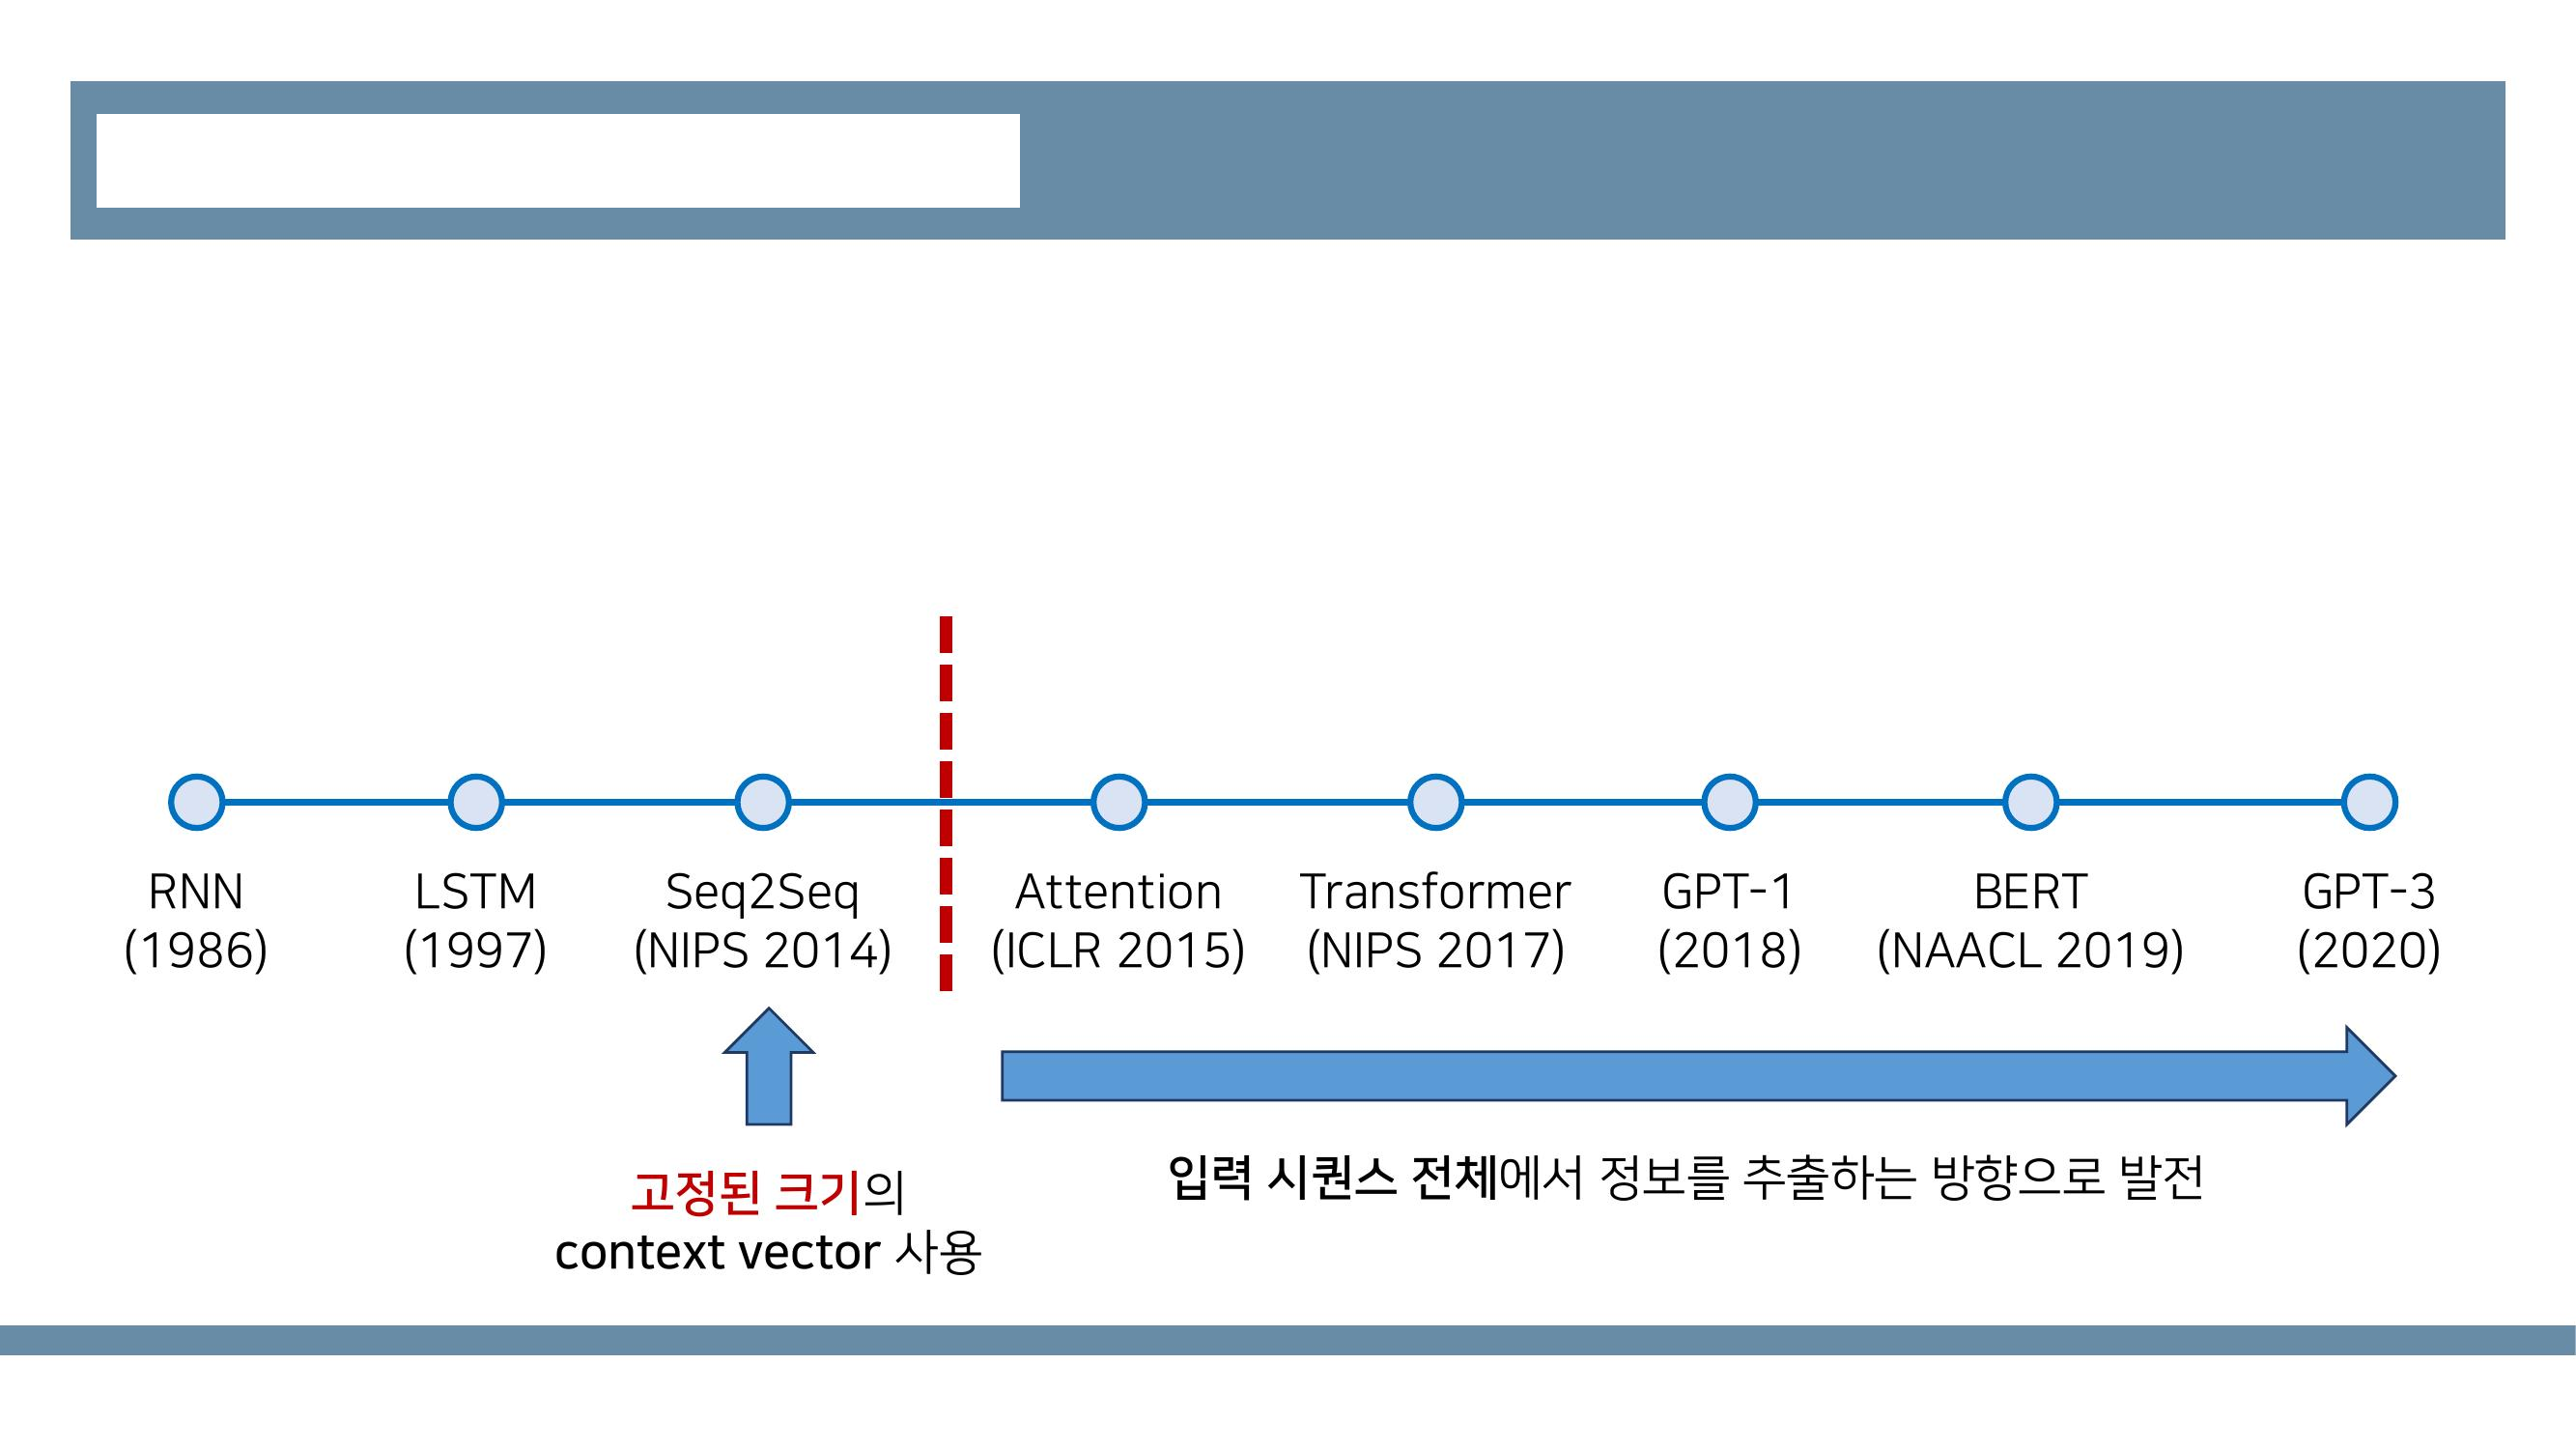 RNN
(1986)
LSTM
(1997)
Seq2Seq
(NIPS 2014)
Attention
(ICLR 2015)
Transformer
(NIPS 2017)
GPT-1
(2018)
BERT
(NAACL 2019)
GPT-3
(2020)
고정된 크기의
context vector 사용
입력 시퀀스 전체에서 정보를 추출하는 방향으로 발전